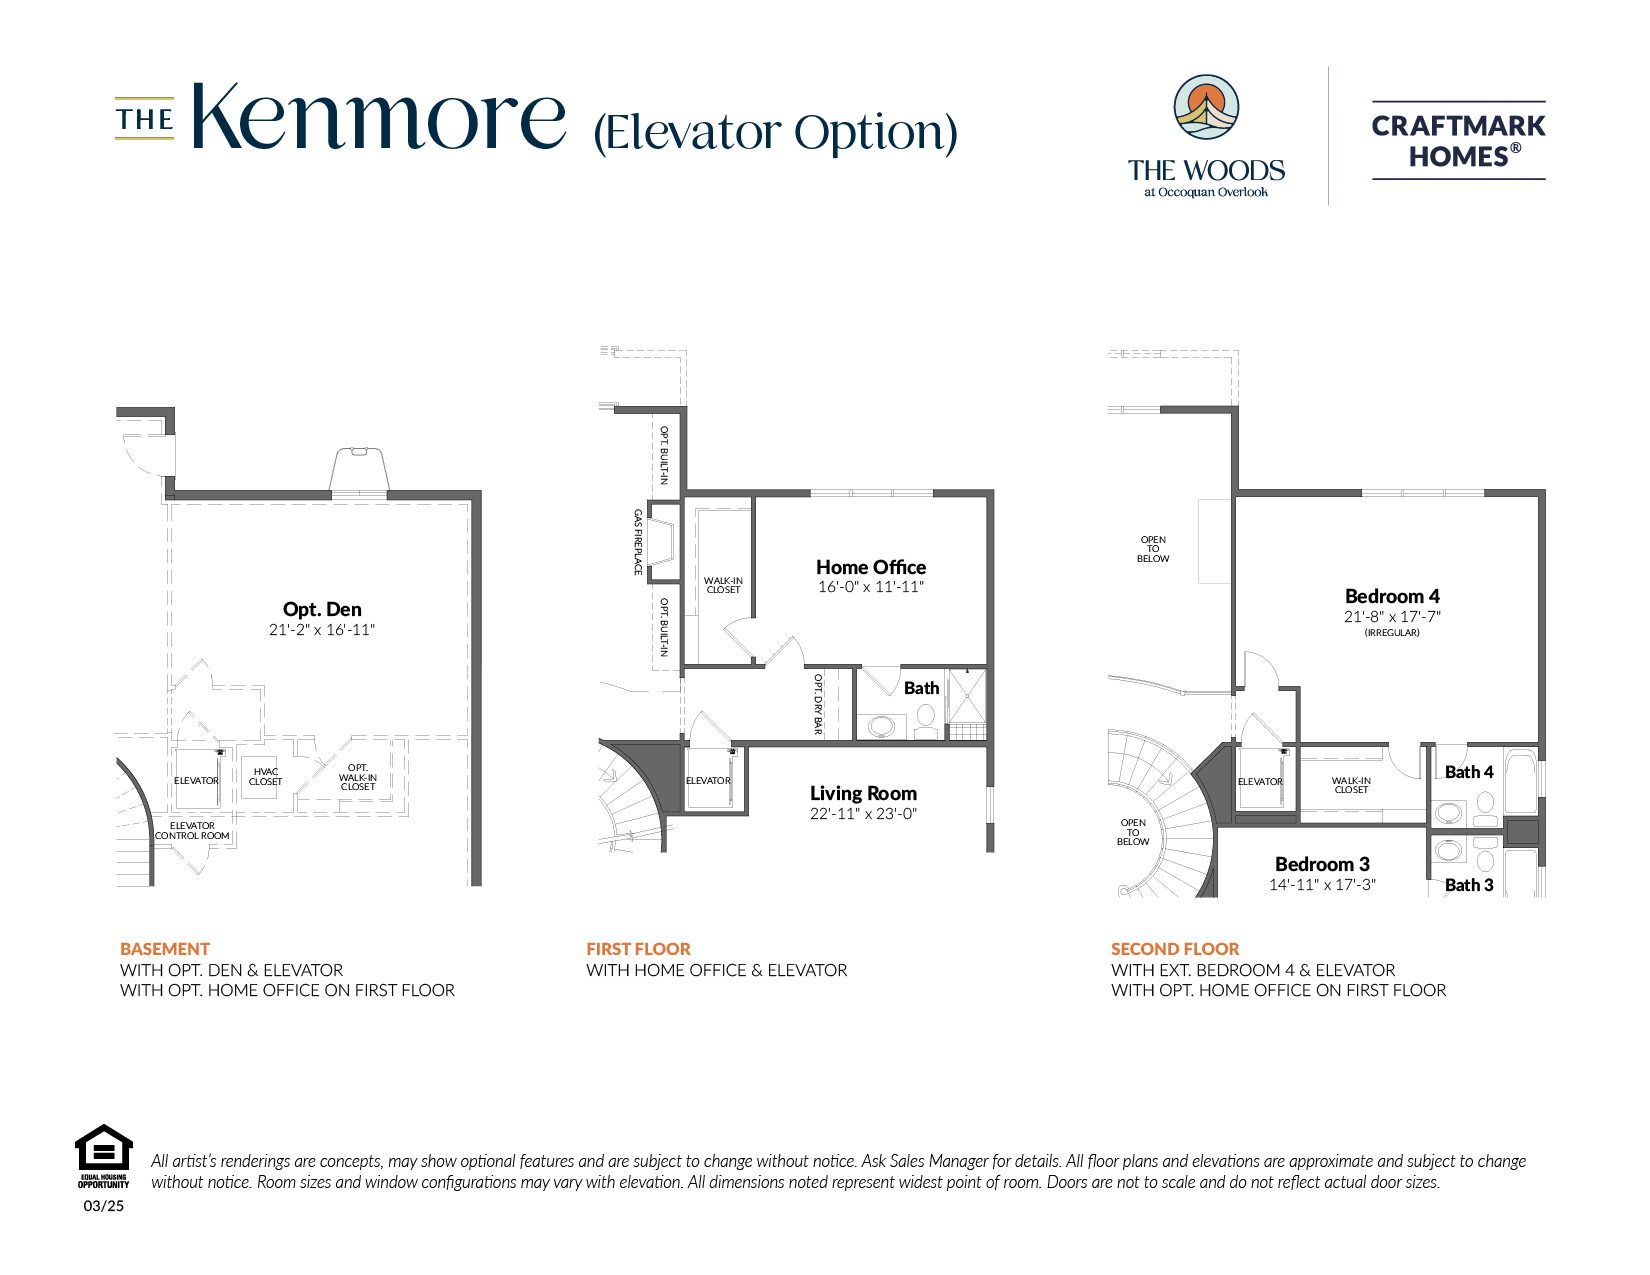 THE Kenmore (Elevator Option)
THE WOODS
at Occoquan Overlook
CRAFTMARK
HOMES®
Opt. Den
21'-2" x 16'-11"
ELEVATOR
HVAC
CLOSET
OPT.
WALK-IN
CLOSET
ELEVATOR
CONTROL ROOM
BASEMENT
WITH OPT. DEN & ELEVATOR
WITH OPT. HOME OFFICE ON FIRST FLOOR
OPT. BUILT-IN
GAS FIREPLACE
OPT. BUILT-IN
WALK-IN
CLOSET
Home Office
16'-0" x 11'-11"
OPT. DRY BAR
Bath
ELEVATOR
Living Room
22'-11" x 23'-0"
FIRST FLOOR
WITH HOME OFFICE & ELEVATOR
OPEN
TO
BELOW
Bedroom 4
21'-8" x 17'-7"
(IRREGULAR)
ELEVATOR
WALK-IN
CLOSET
Bath 4
OPEN
TO
BELOW
Bedroom 3
14'-11" x 17'-3"
Bath 3
SECOND FLOOR
WITH EXT. BEDROOM 4 & ELEVATOR
WITH OPT. HOME OFFICE ON FIRST FLOOR
EQUAL HOUSING
OPPORTUNITY
03/25
All artist's renderings are concepts, may show optional features and are subject to change without notice. Ask Sales Manager for details. All floor plans and elevations are approximate and subject to change
without notice. Room sizes and window configurations may vary with elevation. All dimensions noted represent widest point of room. Doors are not to scale and do not reflect actual door sizes.